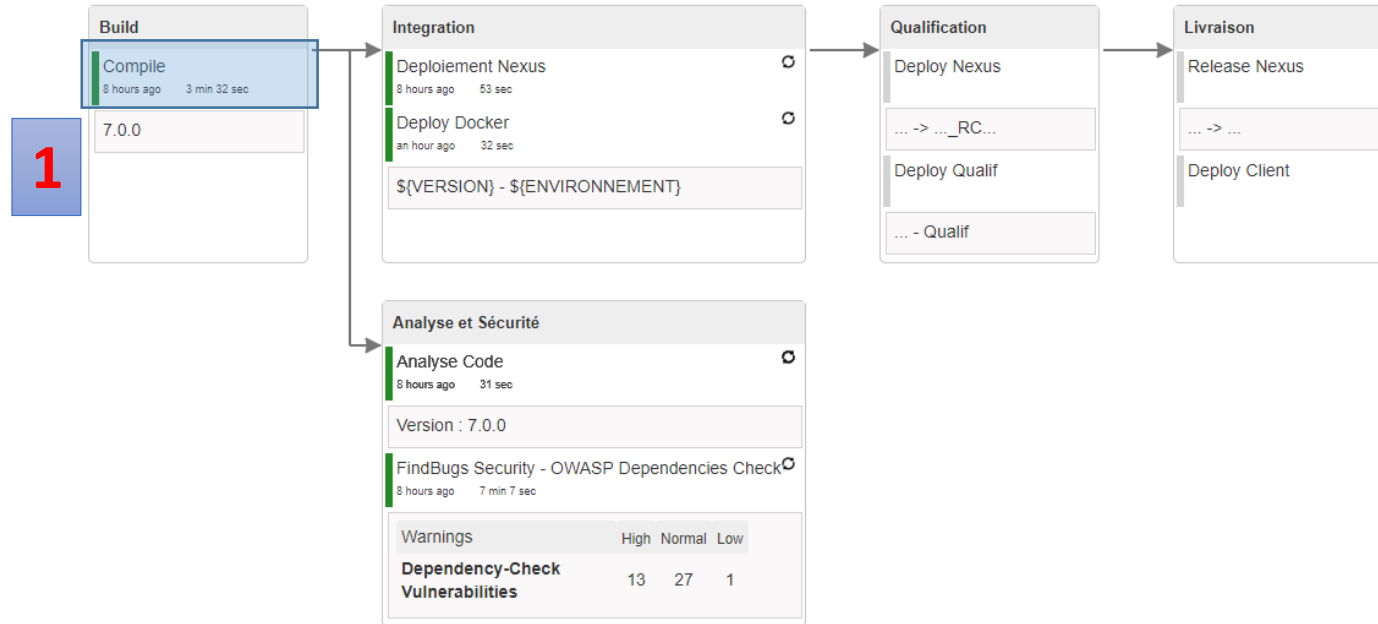 Build
Compile
8 hours ago 3 min 32 sec
7.0.0
1
Integration
Deploiement Nexus
8 hours ago 53 sec
Deploy Docker
an hour ago 32 sec
${VERSION} - ${ENVIRONNEMENT}
Qualification
Deploy Nexus
... -> ..._RC...
Deploy Qualif
... - Qualif
Livraison
Release Nexus
... -> ...
Deploy Client
Analyse et Sécurité
Analyse Code
8 hours ago 31 sec
Version : 7.0.0
FindBugs Security - OWASP Dependencies Check
8 hours ago 7 min 7 sec
Warnings High Normal Low
Dependency-Check
Vulnerabilities
13 27 1